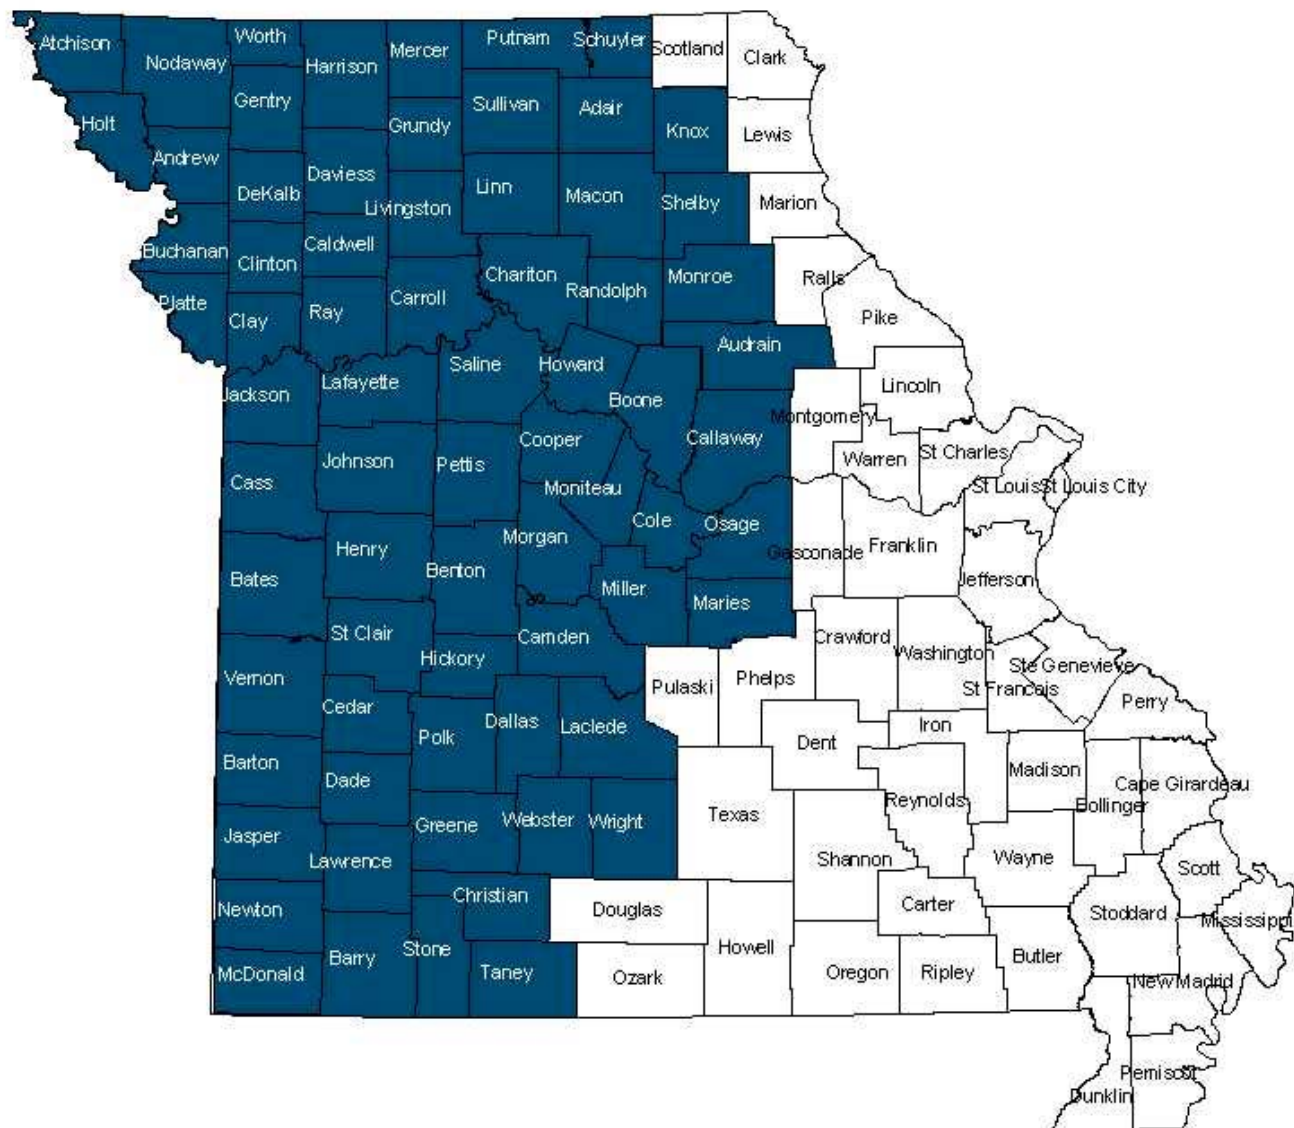 Atchison
Nodaway
Worth
Harrison
Mercer
Putnam
Schuyler
Scotland
Clark
Holt
Gentry
Grundy
Sullivan
Adair
Knox
Lewis
Andrew
DeKalb
Daviess
Livingston
Linn
Macon
Shelby
Marion
Buchanan
Clinton
Caldwell
Chariton
Randolph
Monroe
Ralls
Platte
Clay
Ray
Carroll
Pike
Audrain
Jackson
Lafayette
Saline
Howard
Boone
Lincoln
Montgomery
Callaway
Cooper
Warren
St Charles
Cass
Johnson
Pettis
Moniteau
St Louis
St Louis City
Cole
Osage
Morgan
Henry
Benton
Gasconade
Franklin
Bates
Miller
Maries
Jefferson
St Clair
Camden
Crawford
Washington
Hickory
Ste Genevieve
Vernon
Pulaski
Phelps
St Francois
Perry
Cedar
Polk
Dallas
Laclede
Iron
Dent
Barton
Dade
Madison
Cape Girardeau
Reynolds
Bollinger
Jasper
Greene
Webster
Wright
Texas
Lawrence
Shannon
Wayne
Scott
Christian
Newton
Douglas
Carter
Stoddard
Mississippi
Barry
Stone
Howell
Butler
McDonald
Taney
Ozark
Oregon
Ripley
New Madrid
Pemiscot
Dunklin